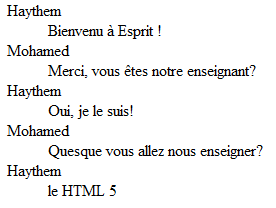 Haythem
Bienvenu à Esprit !
Mohamed
Merci, vous êtes notre enseignant?
Haythem
Oui, je le suis!
Mohamed
Quesque vous allez nous enseigner?
Haythem
le HTML 5